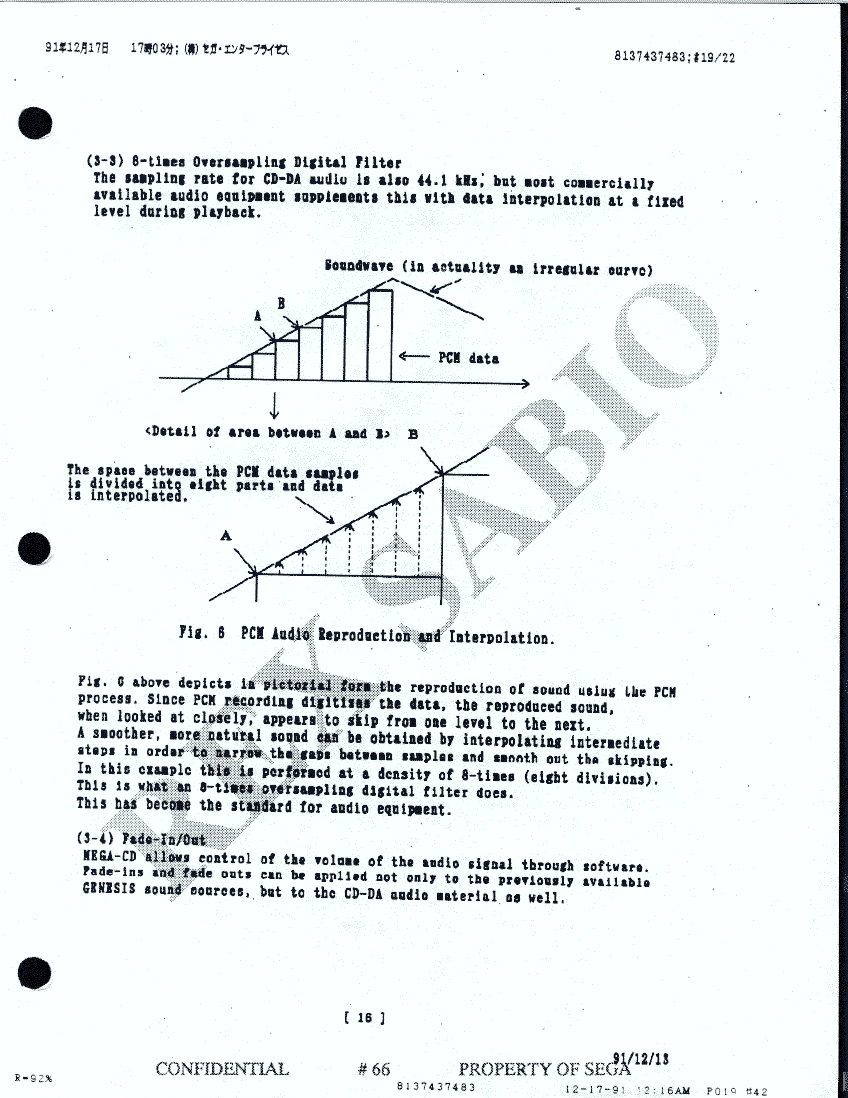 91年12月17日 17時03分; (株) セガ・エンタープライゼス
8137437483;#19/22
(3-3) 8-times Oversampling Digital Filter
The sampling rate for CD-DA audio is also 44.1 kHz, but most commercially
available audio equipment supplements this with data interpolation at a fixed
level during playback.
Soundwave (in actuality an irregular curve)
B
A
PCM data
<Detail of area between A and B>
B
The space between the PCM data samples
is divided into eight parts and data
is interpolated.
A
Fig. 6 PCM Audio Reproduction and Interpolation.
Fig. 6 above depicts in pictorial form the reproduction of sound using the PCM
process. Since PCM recording digitizes the data, the reproduced sound,
when looked at closely, appears to skip from one level to the next.
A smoother, more natural sound can be obtained by interpolating intermediate
steps in order to narrow the gaps between samples and smooth out the skipping.
In this example this is performed at a density of 8-times (eight divisions).
This is what an 8-times oversampling digital filter does.
This has become the standard for audio equipment.
(3-4) Fade-In/Out
MEGA-CD allows control of the volume of the audio signal through software.
Fade-ins and fade outs can be applied not only to the previously available
GENESIS sound sources, but to the CD-DA audio material as well.
[ 16 ]
91/12/13
CONFIDENTIAL #66 PROPERTY OF SEGA
R-92%
8137437483
12-17-91 12:16AM P019 #42
SABIO